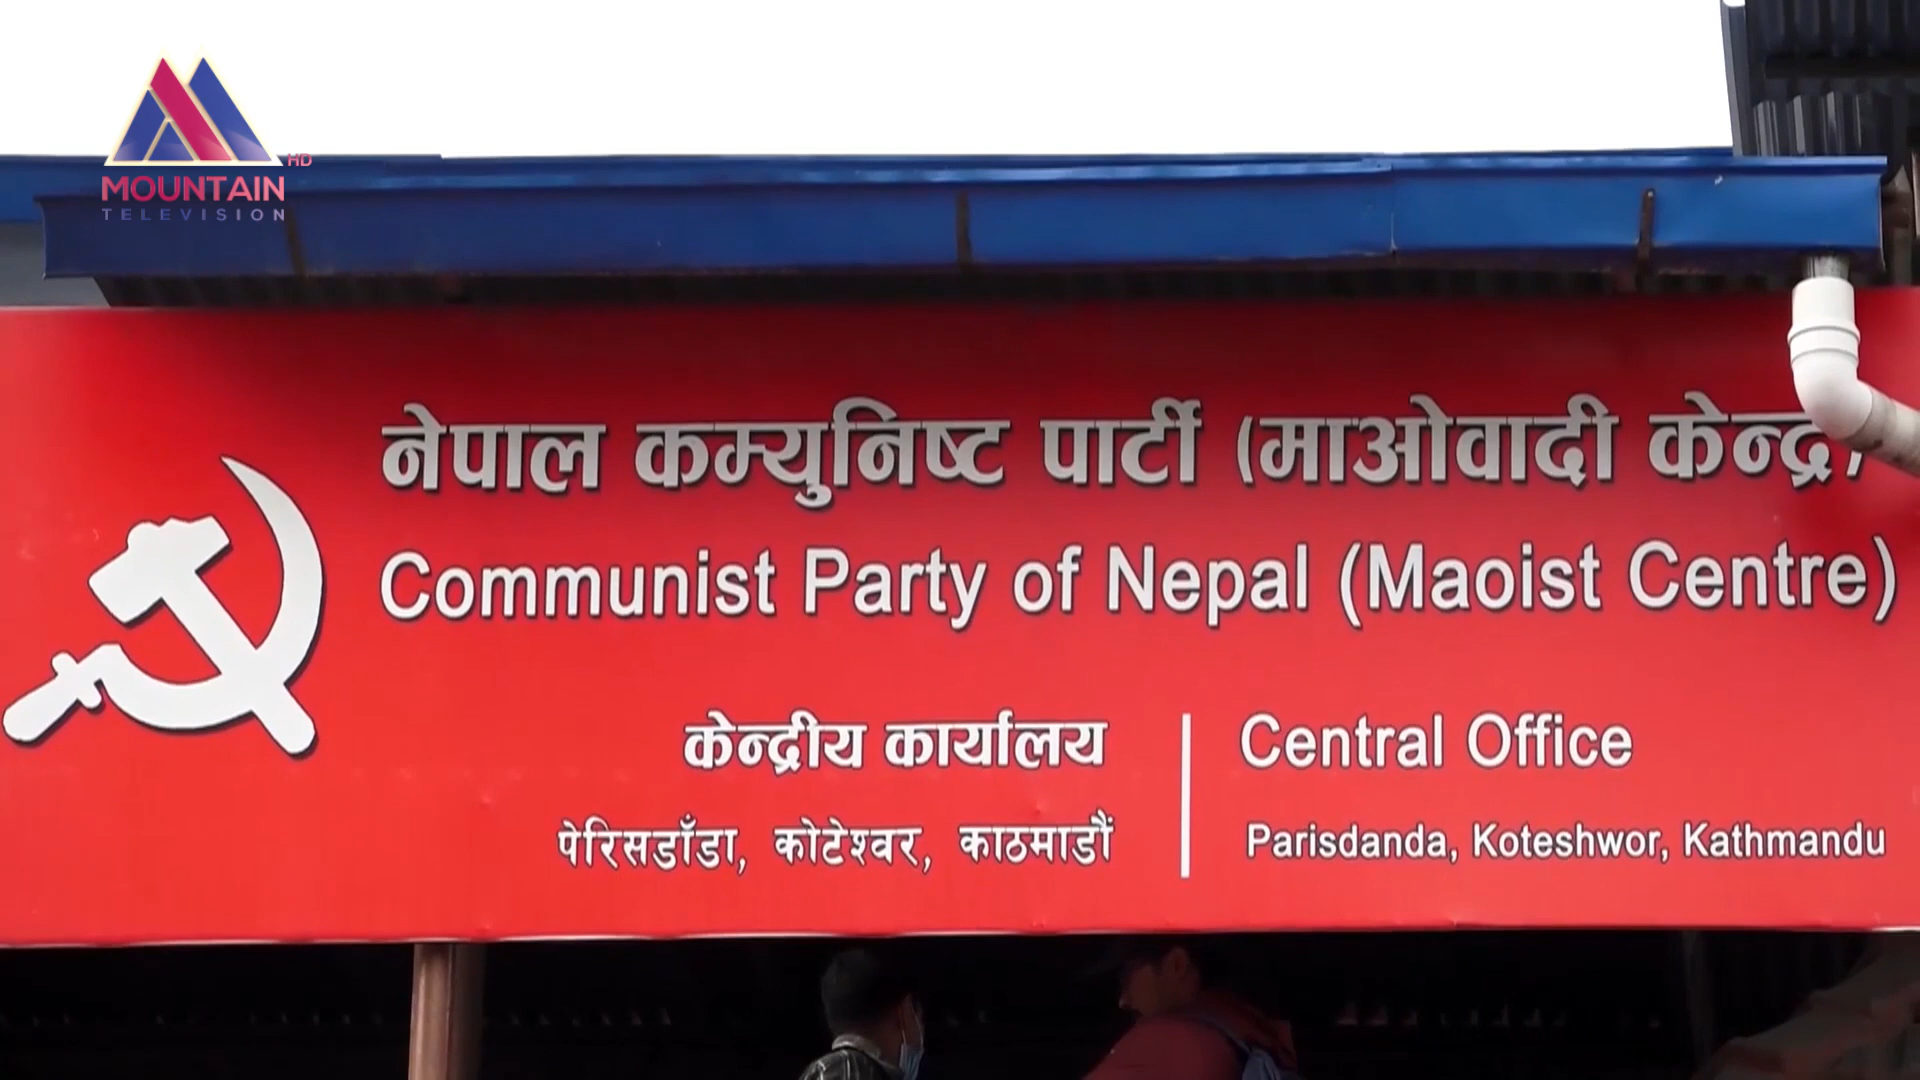 HD
MOUNTAIN
TELEVISION
नेपाल कम्युनिष्ट पार्टी (माओवादी केन्द्र)
Communist Party of Nepal (Maoist Centre)
केन्द्रीय कार्यालय
पेरिसडाँडा, कोटेश्वर, काठमाडौं
Central Office
Parisdanda, Koteshwor, Kathmandu